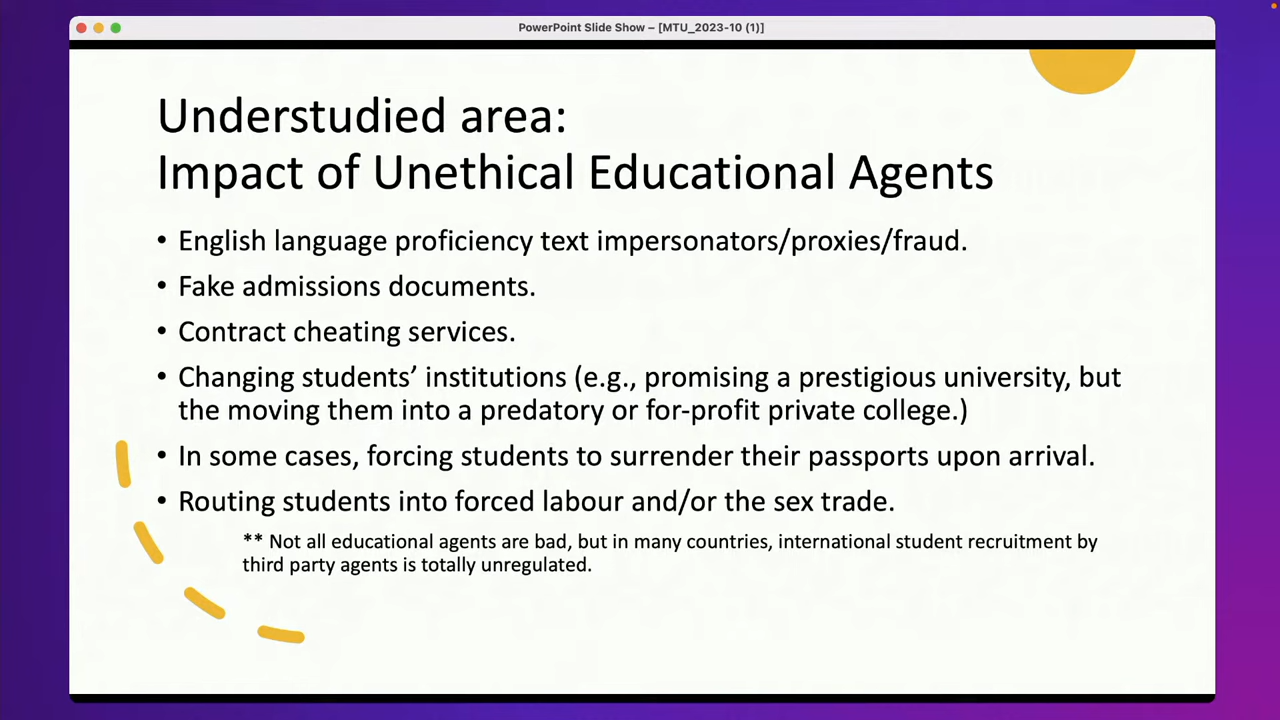 PowerPoint Slide Show – [MTU_2023-10 (1)]
Understudied area:
Impact of Unethical Educational Agents
• English language proficiency text impersonators/proxies/fraud.
• Fake admissions documents.
• Contract cheating services.
• Changing students’ institutions (e.g., promising a prestigious university, but
the moving them into a predatory or for-profit private college.)
• In some cases, forcing students to surrender their passports upon arrival.
• Routing students into forced labour and/or the sex trade.
** Not all educational agents are bad, but in many countries, international student recruitment by
third party agents is totally unregulated.